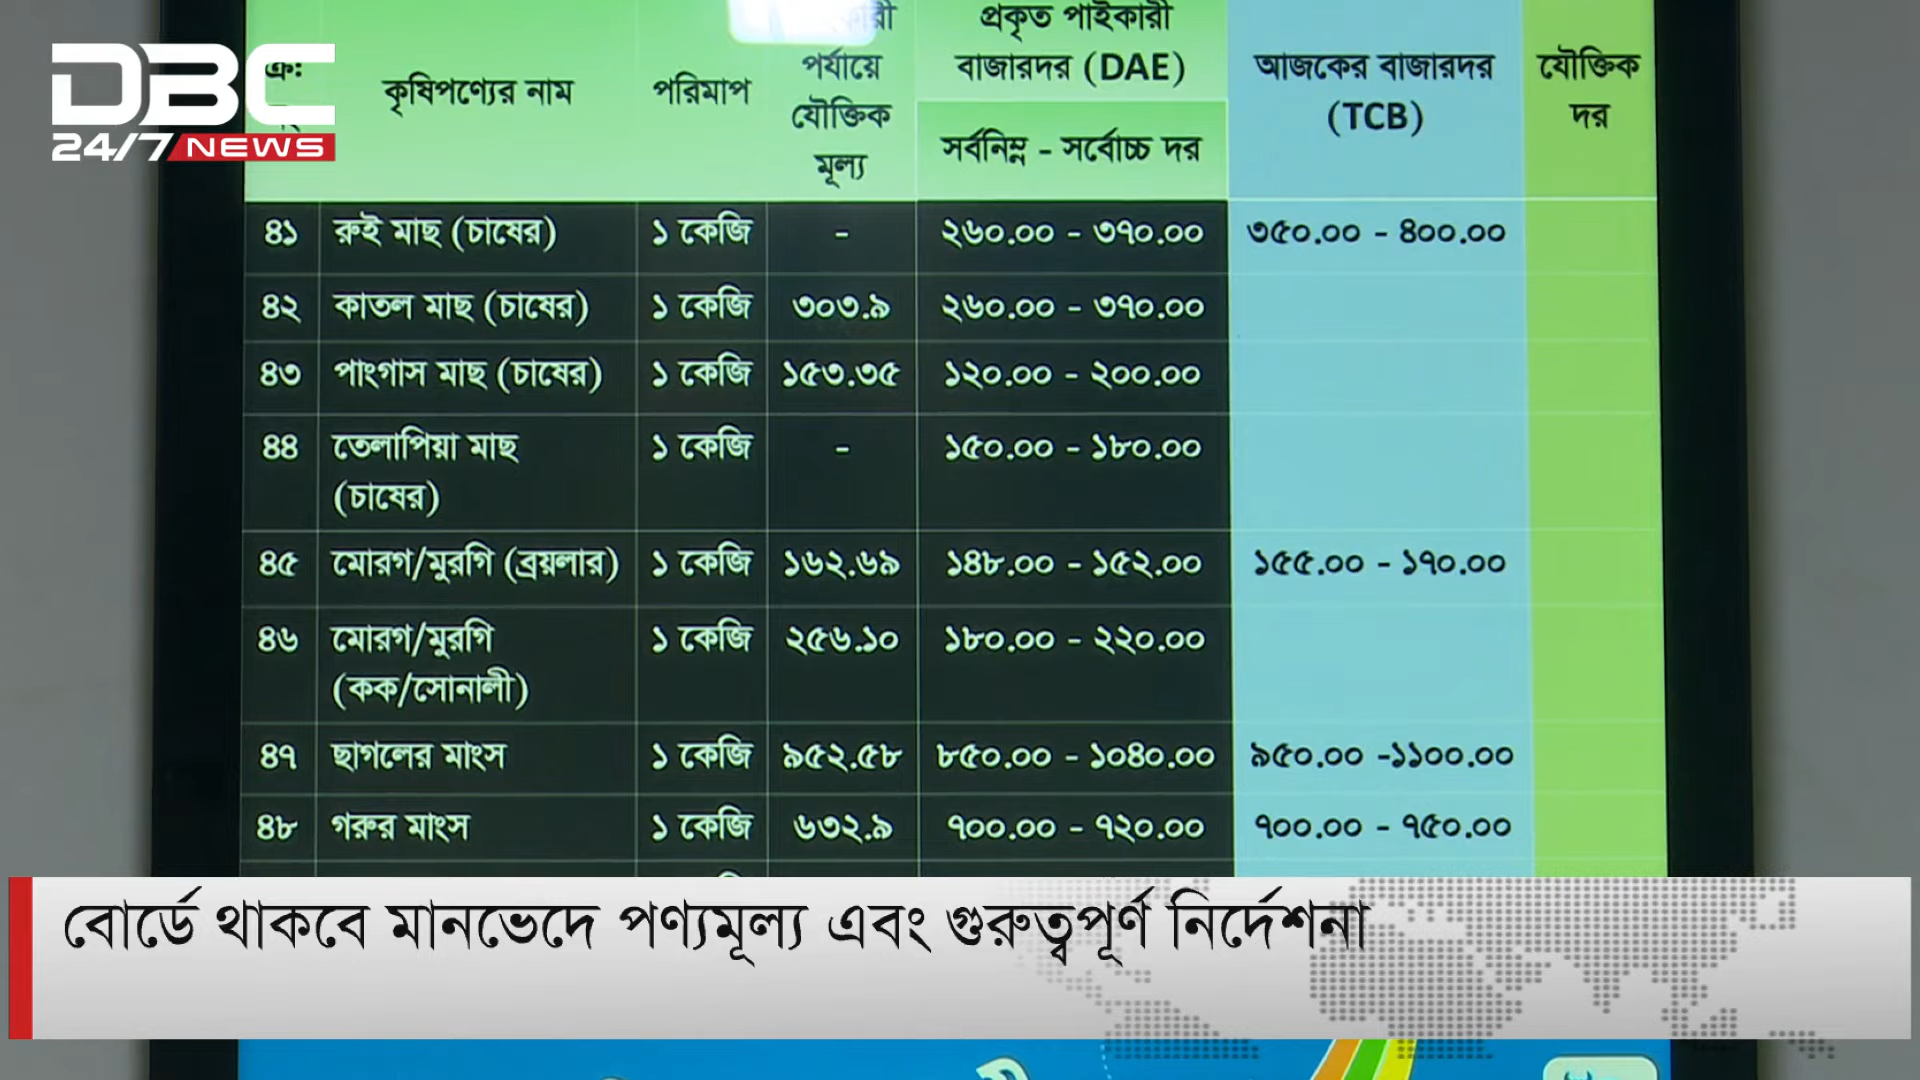 DBC
24/7 NEWS
ক্র:
কৃষিপণ্যের নাম
পরিমাপ
পর্যায়ে
যৌক্তিক
মূল্য
প্রকৃত পাইকারী
বাজারদর (DAE)
সর্বনিম্ন - সর্বোচ্চ দর
আজকের বাজারদর
(TCB)
যৌক্তিক
দর
৪১ রুই মাছ (চাষের) ১ কেজি - ২৬০.০০ - ৩৭০.০০ ৩৫০.০০ - ৪০০.০০
৪২ কাতল মাছ (চাষের) ১ কেজি ৩০৩.৯ ২৬০.০০ - ৩৭০.০০
৪৩ পাংগাস মাছ (চাষের) ১ কেজি ১৫৩.৩৫ ১২০.০০ - ২০০.০০
৪৪ তেলাপিয়া মাছ ১ কেজি - ১৫০.০০ - ১৮০.০০
(চাষের)
৪৫ মোরগ/মুরগি (ব্রয়লার) ১ কেজি ১৬২.৬৯ ১৪৮.০০ - ১৫২.০০ ১৫৫.০০ - ১৭০.০০
৪৬ মোরগ/মুরগি ১ কেজি ২৫৬.১০ ১৮০.০০ - ২২০.০০
(কক/সোনালী)
৪৭ ছাগলের মাংস ১ কেজি ৯৫২.৫৮ ৮৫০.০০ - ১০৪০.০০ ৯৫০.০০ -১১০০.০০
৪৮ গরুর মাংস ১ কেজি ৬৩২.৯ ৭০০.০০ - ৭২০.০০ ৭০০.০০ - ৭৫০.০০
বোর্ডে থাকবে মানভেদে পণ্যমূল্য এবং গুরুত্বপূর্ণ নির্দেশনা